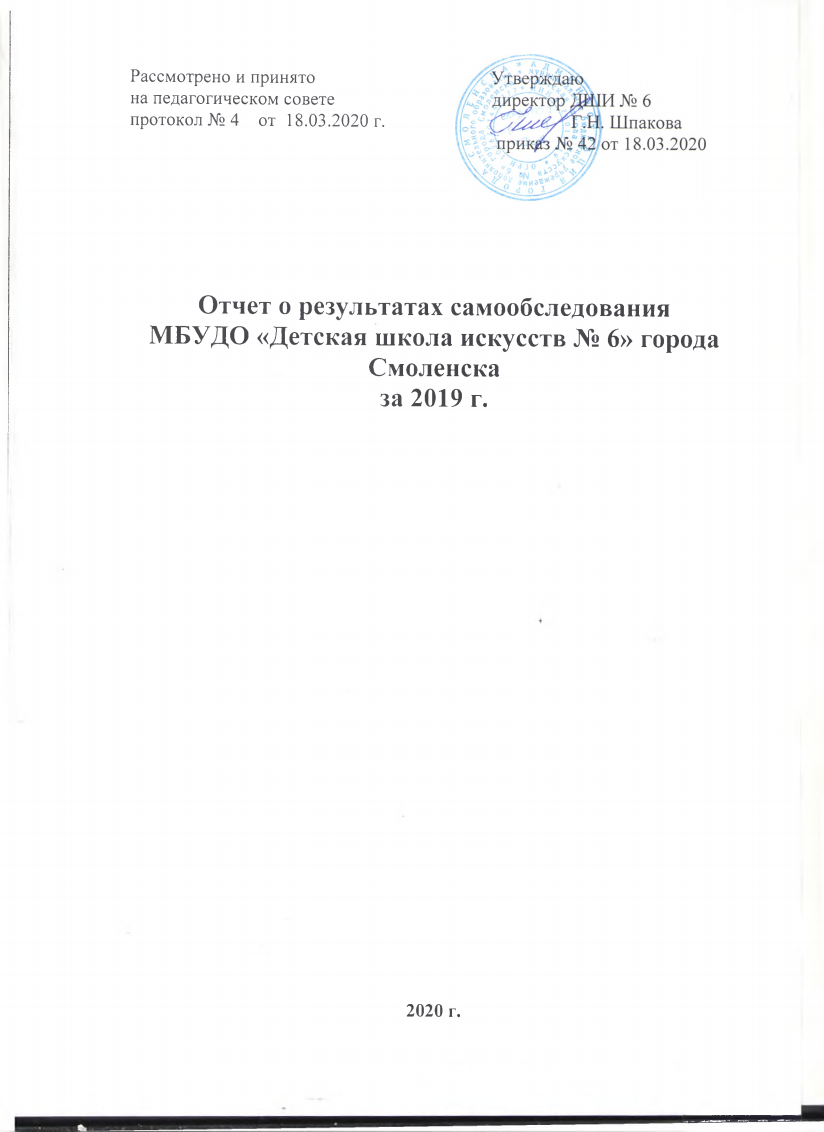 Рассмотрено и принято
на педагогическом совете
протокол № 4 от 18.03.2020 г.
Утверждаю
директор ДШИ № 6
Г.Н. Шпакова
приказ № 42 от 18.03.2020
Отчет о результатах самообследования
МБУДО «Детская школа искусств № 6» города
Смоленска
за 2019 г.
2020 г.